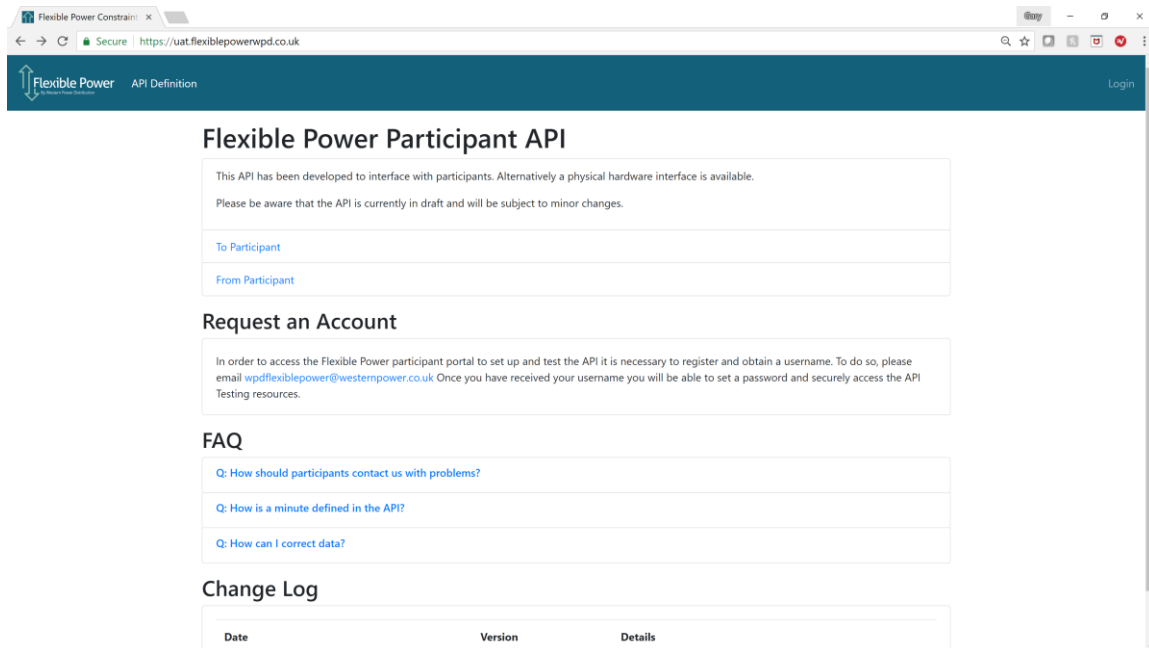 Flexible Power Constraint
Guy
Secure https://uat.flexiblepowerwpd.co.uk
Flexible Power
By Western Power Distribution
API Definition
Login
Flexible Power Participant API
This API has been developed to interface with participants. Alternatively a physical hardware interface is available.
Please be aware that the API is currently in draft and will be subject to minor changes.
To Participant
From Participant
Request an Account
In order to access the Flexible Power participant portal to set up and test the API it is necessary to register and obtain a username. To do so, please
email wpdflexiblepower@westernpower.co.uk Once you have received your username you will be able to set a password and securely access the API
Testing resources.
FAQ
Q: How should participants contact us with problems?
Q: How is a minute defined in the API?
Q: How can I correct data?
Change Log
Date Version Details